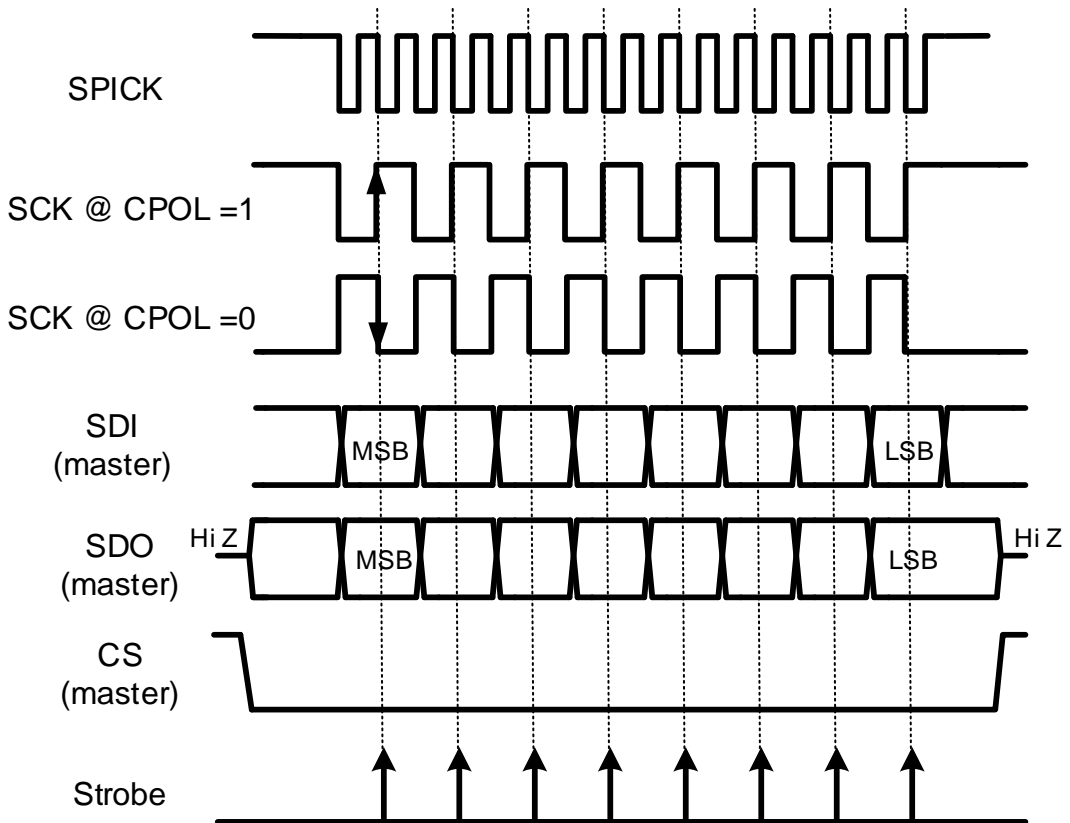 SPICK
SCK @ CPOL =1
SCK @ CPOL =0
SDI
(master)
MSB
LSB
SDO
(master)
Hi Z
MSB
LSB
Hi Z
CS
(master)
Strobe